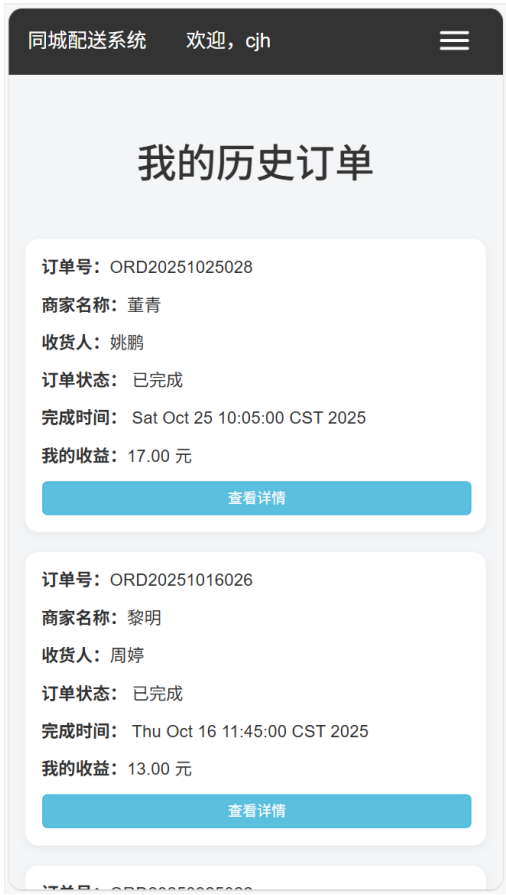 同城配送系统 欢迎，cjh
我的历史订单
订单号：ORD20251025028
商家名称：董青
收货人：姚鹏
订单状态： 已完成
完成时间： Sat Oct 25 10:05:00 CST 2025
我的收益：17.00 元
查看详情
订单号：ORD20251016026
商家名称：黎明
收货人：周婷
订单状态： 已完成
完成时间： Thu Oct 16 11:45:00 CST 2025
我的收益：13.00 元
查看详情